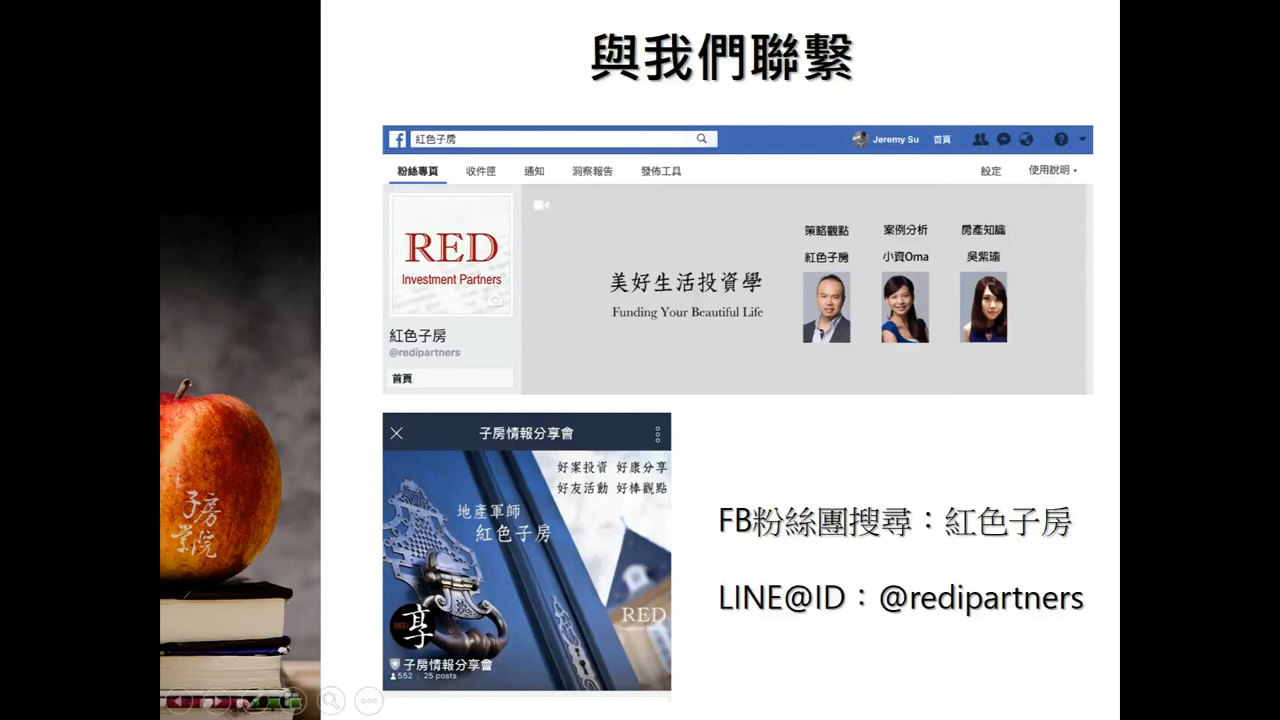 與我們聯繫
紅色子房
Jeremy Su 首頁
粉絲專頁 收件匣 通知 洞察報告 發佈工具 設定 使用說明
RED
Investment Partners
紅色子房
@redipartners
首頁
美好生活投資學
Funding Your Beautiful Life
策略觀點 案例分析 房產知識
紅色子房 小資Oma 吳紫瑜
子房情報分享會
好案投資 好康分享
好友活動 好棒觀點
地產軍師
紅色子房
RED
享
子房情報分享會
552 25 posts
FB粉絲團搜尋：紅色子房
LINE@ID：@redipartners
子房
學院